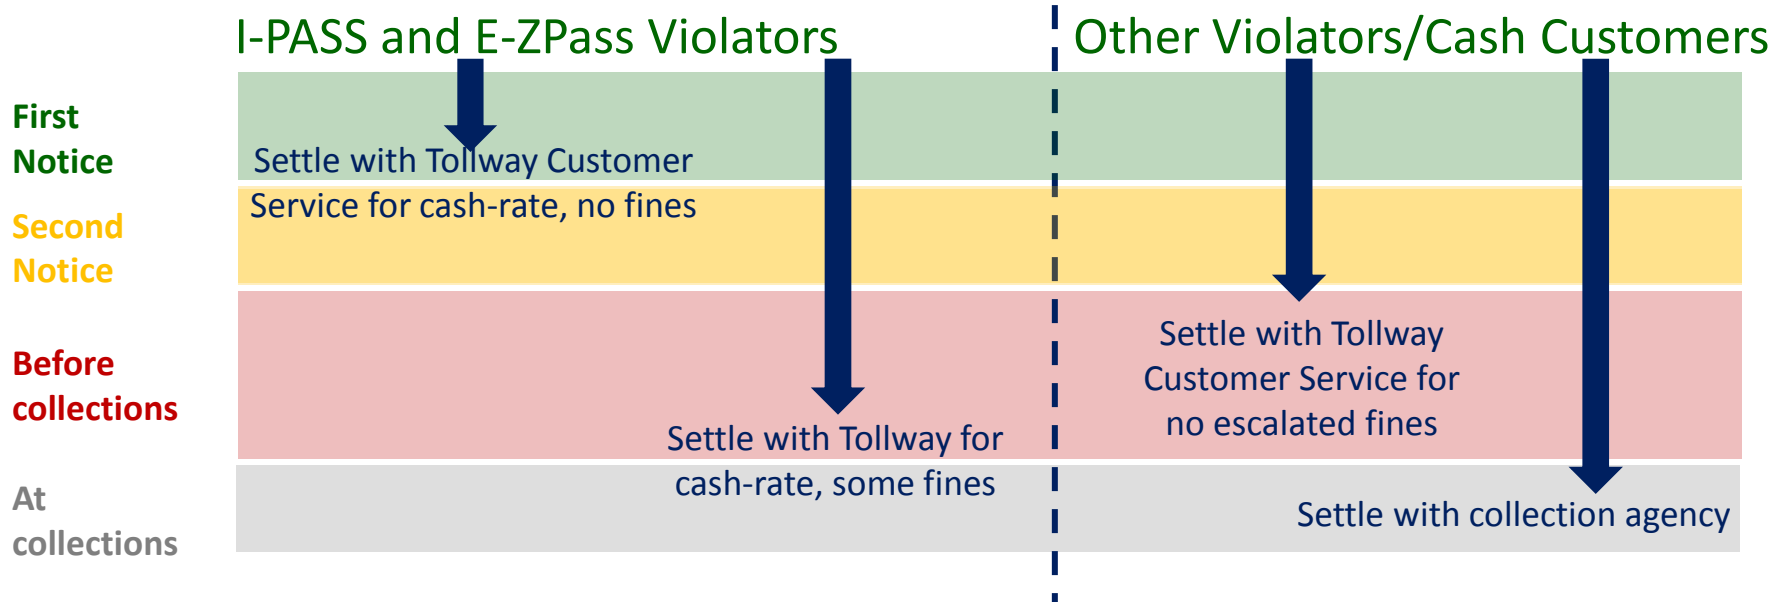 I-PASS and E-ZPass Violators
Other Violators/Cash Customers
First
Notice
Settle with Tollway Customer
Service for cash-rate, no fines
Second
Notice
Before
collections
Settle with Tollway
Customer Service for
no escalated fines
Settle with Tollway for
cash-rate, some fines
At
collections
Settle with collection agency